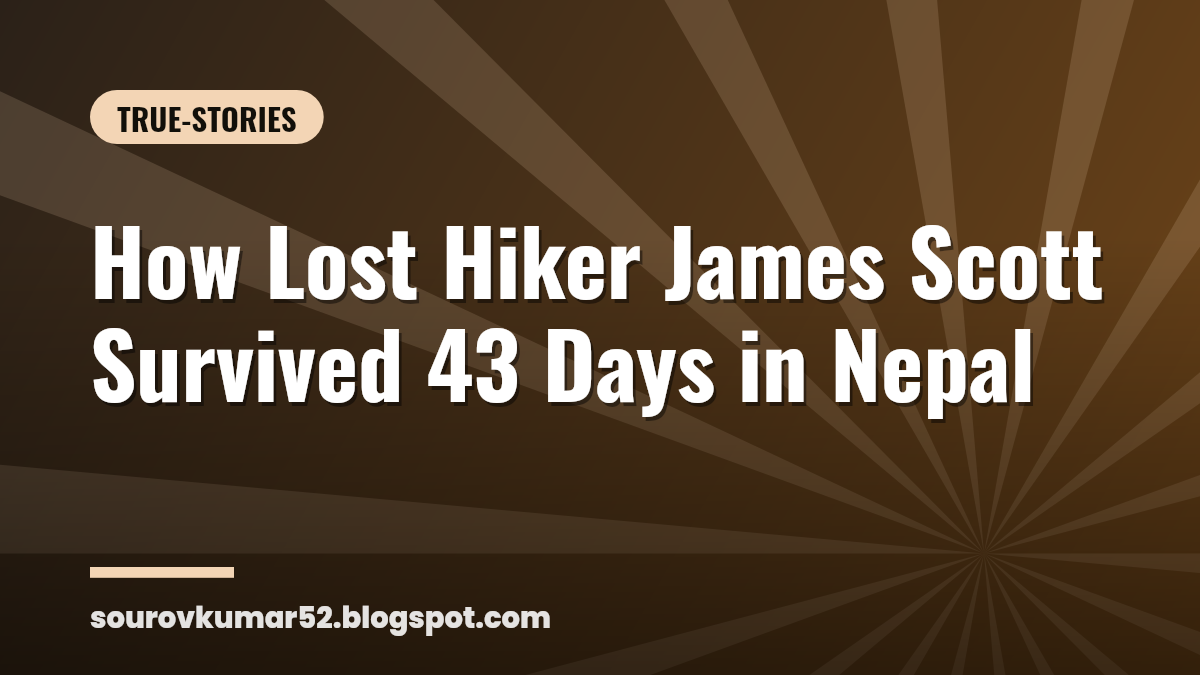 TRUE-STORIES
How Lost Hiker James Scott
Survived 43 Days in Nepal
sourovkumar52.blogspot.com